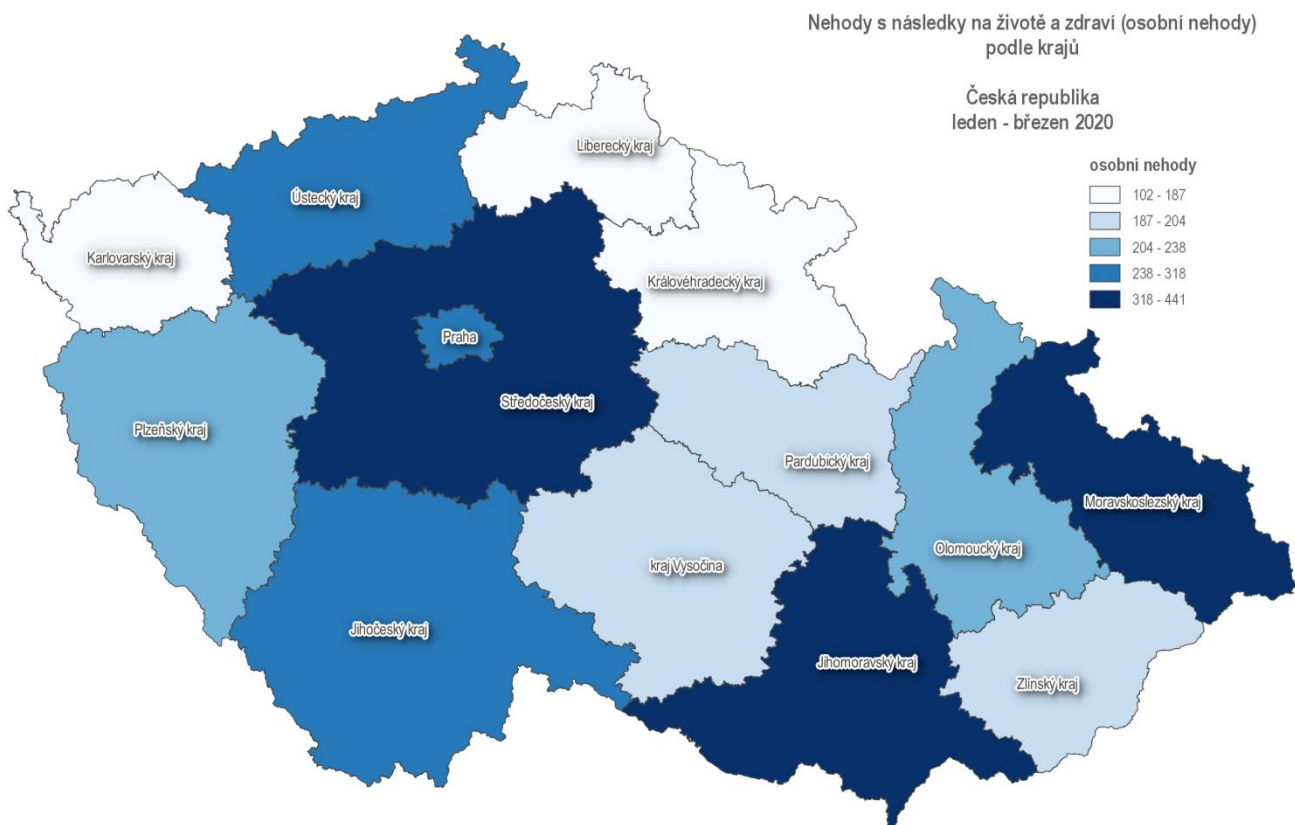 Nehody s následky na životě a zdraví (osobní nehody)
podle krajů
Česká republika
leden - březen 2020
osobní nehody
102 - 187
187 - 204
204 - 238
238 - 318
318 - 441
Liberecký kraj
Ústecký kraj
Karlovarský kraj
Královéhradecký kraj
Praha
Středočeský kraj
Plzeňský kraj
Pardubický kraj
Moravskoslezský kraj
Olomoucký kraj
kraj Vysočina
Jihočeský kraj
Jihomoravský kraj
Zlínský kraj